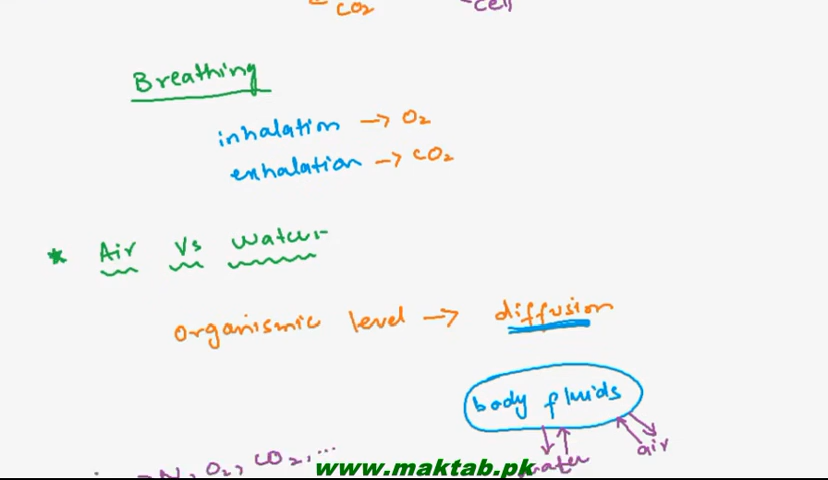 CO2 cell
Breathing
inhalation → O2
exhalation → CO2
* Air Vs Water
organismic level → diffusion
body fluids
water air
N, O2, CO2, ...
www.maktab.pk